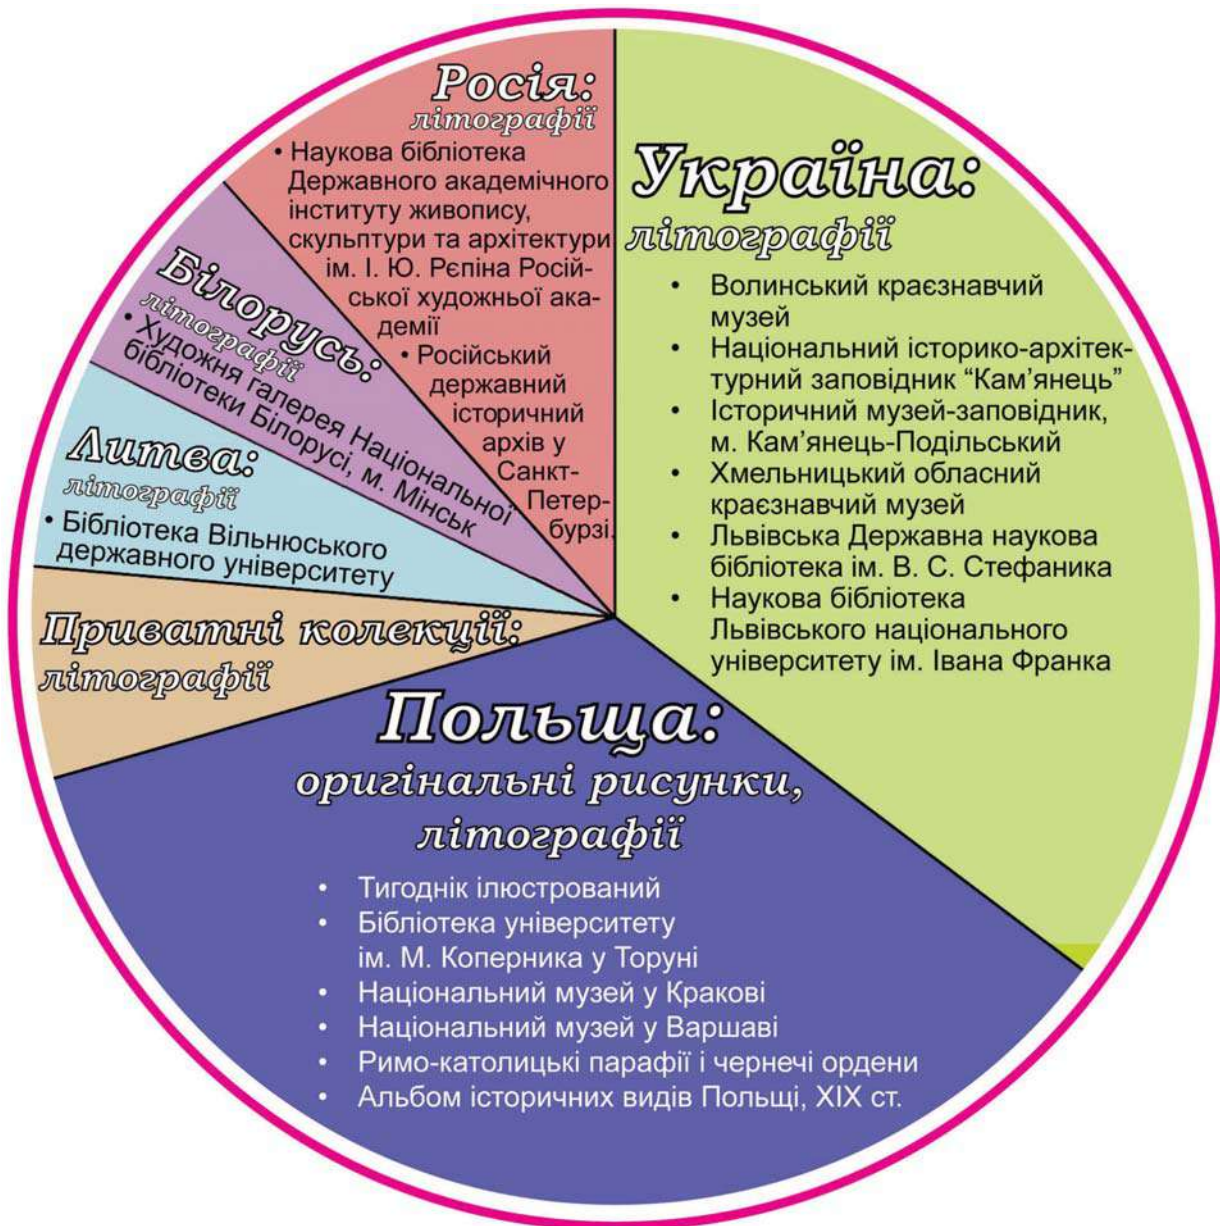 Росія:
літографії
• Наукова бібліотека
Державного академічного
інституту живопису,
скульптури та архітектури
ім. І. Ю. Рєпіна Росій-
ської художньої ака-
демії
• Російський
державний
історичний
архів у
Санкт-
Петер-
бурзі.
Україна:
літографії
• Волинський краєзнавчий
музей
• Національний історико-архітек-
турний заповідник “Кам’янець”
• Історичний музей-заповідник,
м. Кам’янець-Подільський
• Хмельницький обласний
краєзнавчий музей
• Львівська Державна наукова
бібліотека ім. В. С. Стефаника
• Наукова бібліотека
Львівського національного
університету ім. Івана Франка
Білорусь:
літографії
• Художня галерея Національної
бібліотеки Білорусі, м. Мінськ
Литва:
літографії
• Бібліотека Вільнюського
державного університету
Приватні колекції:
літографії
Польща:
оригінальні рисунки,
літографії
• Тигоднік ілюстрований
• Бібліотека університету
ім. М. Коперника у Торуні
• Національний музей у Кракові
• Національний музей у Варшаві
• Римо-католицькі парафії і чернечі ордени
• Альбом історичних видів Польщі, ХІХ ст.